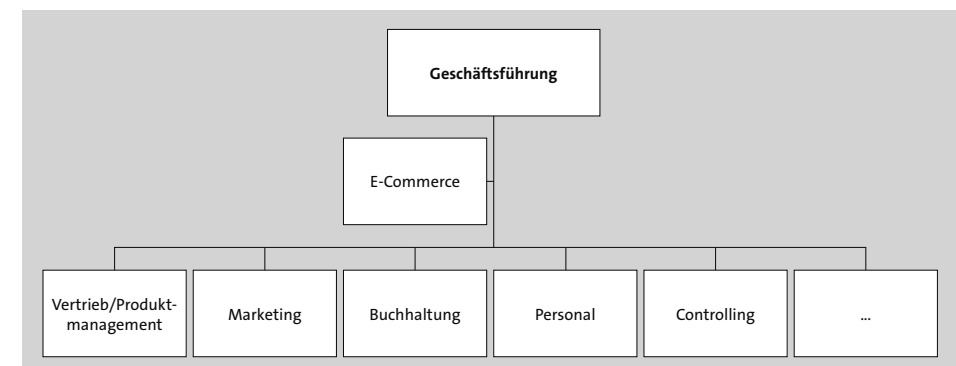 Geschäftsführung
E-Commerce
Vertrieb/Produkt-
management
Marketing
Buchhaltung
Personal
Controlling
...